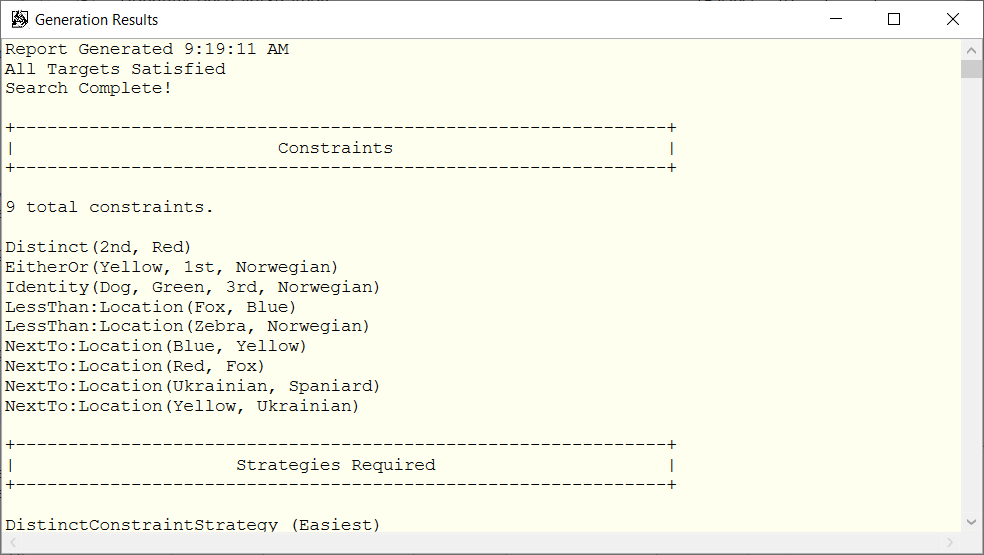 Generation Results
Report Generated 9:19:11 AM
All Targets Satisfied
Search Complete!
+--------------------------------------------------------------+
|                         Constraints                          |
+--------------------------------------------------------------+
9 total constraints.
Distinct(2nd, Red)
EitherOr(Yellow, 1st, Norwegian)
Identity(Dog, Green, 3rd, Norwegian)
LessThan:Location(Fox, Blue)
LessThan:Location(Zebra, Norwegian)
NextTo:Location(Blue, Yellow)
NextTo:Location(Red, Fox)
NextTo:Location(Ukrainian, Spaniard)
NextTo:Location(Yellow, Ukrainian)
+--------------------------------------------------------------+
|                     Strategies Required                      |
+--------------------------------------------------------------+
DistinctConstraintStrategy (Easiest)